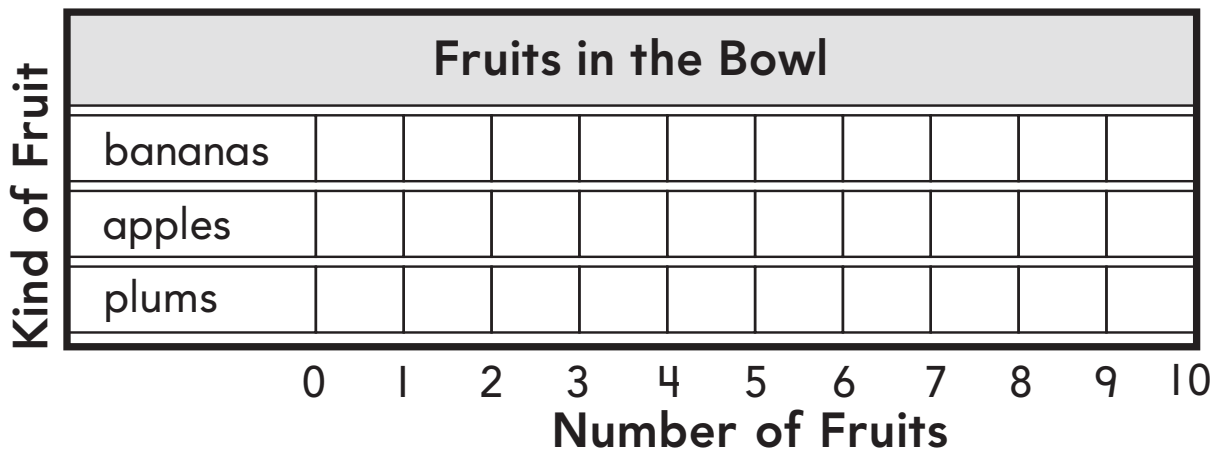 Fruits in the Bowl
Kind of Fruit
bananas
apples
plums
0 1 2 3 4 5 6 7 8 9 10
Number of Fruits